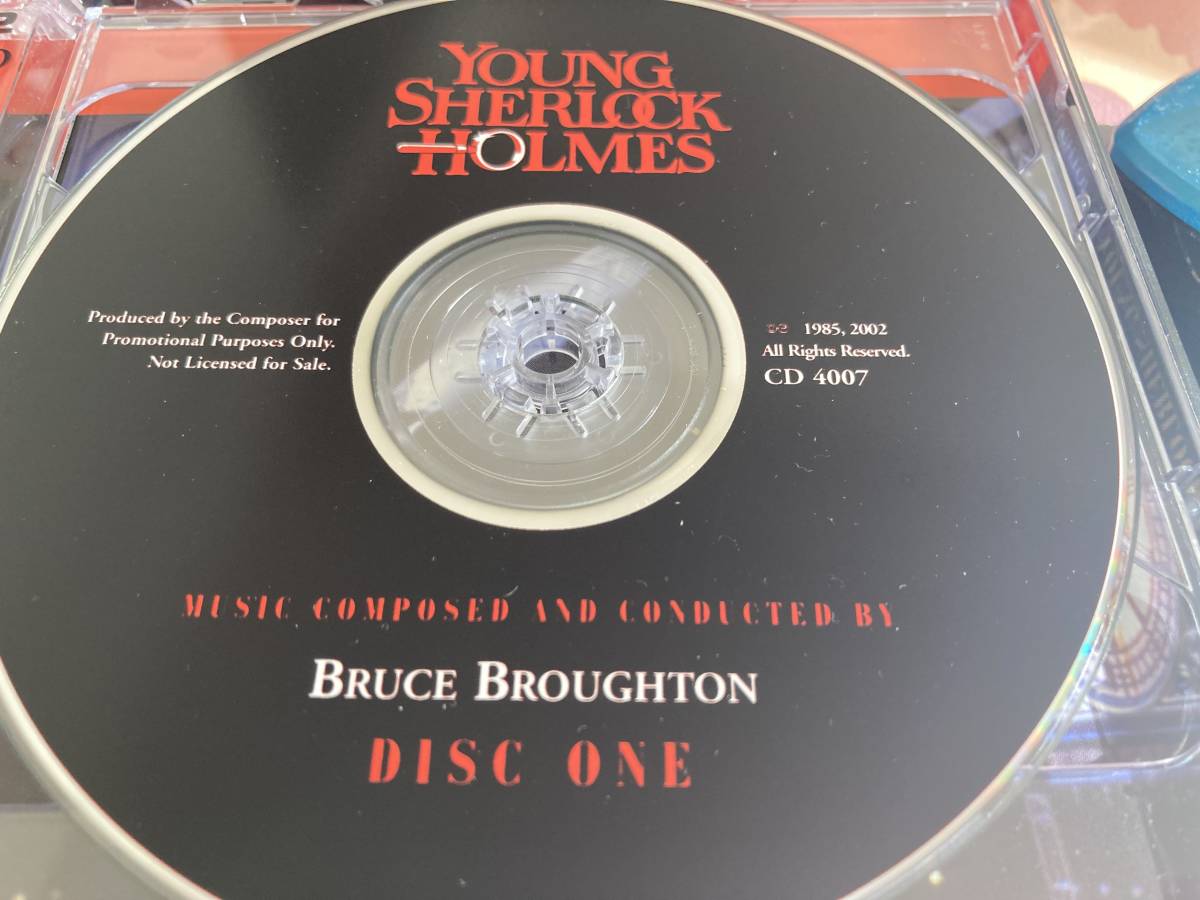 YOUNG
SHERLOCK
HOLMES
Produced by the Composer for
Promotional Purposes Only.
Not Licensed for Sale.
1985, 2002
All Rights Reserved.
CD 4007
MUSIC COMPOSED AND CONDUCTED BY
BRUCE BROUGHTON
DISC ONE